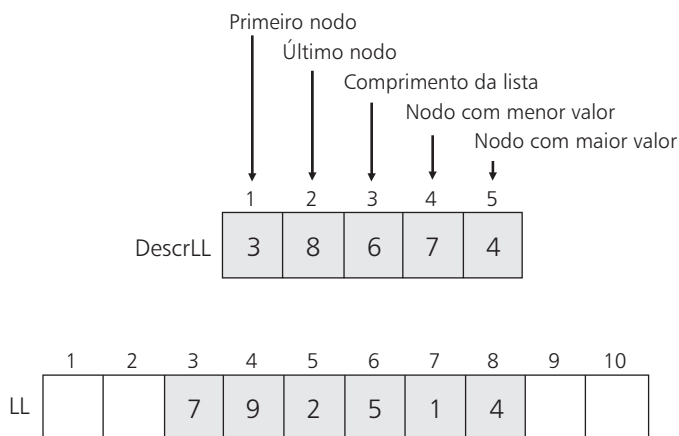 Primeiro nodo
Último nodo
Comprimento da lista
Nodo com menor valor
Nodo com maior valor
1 2 3 4 5
DescrLL 3 8 6 7 4
1 2 3 4 5 6 7 8 9 10
LL 7 9 2 5 1 4